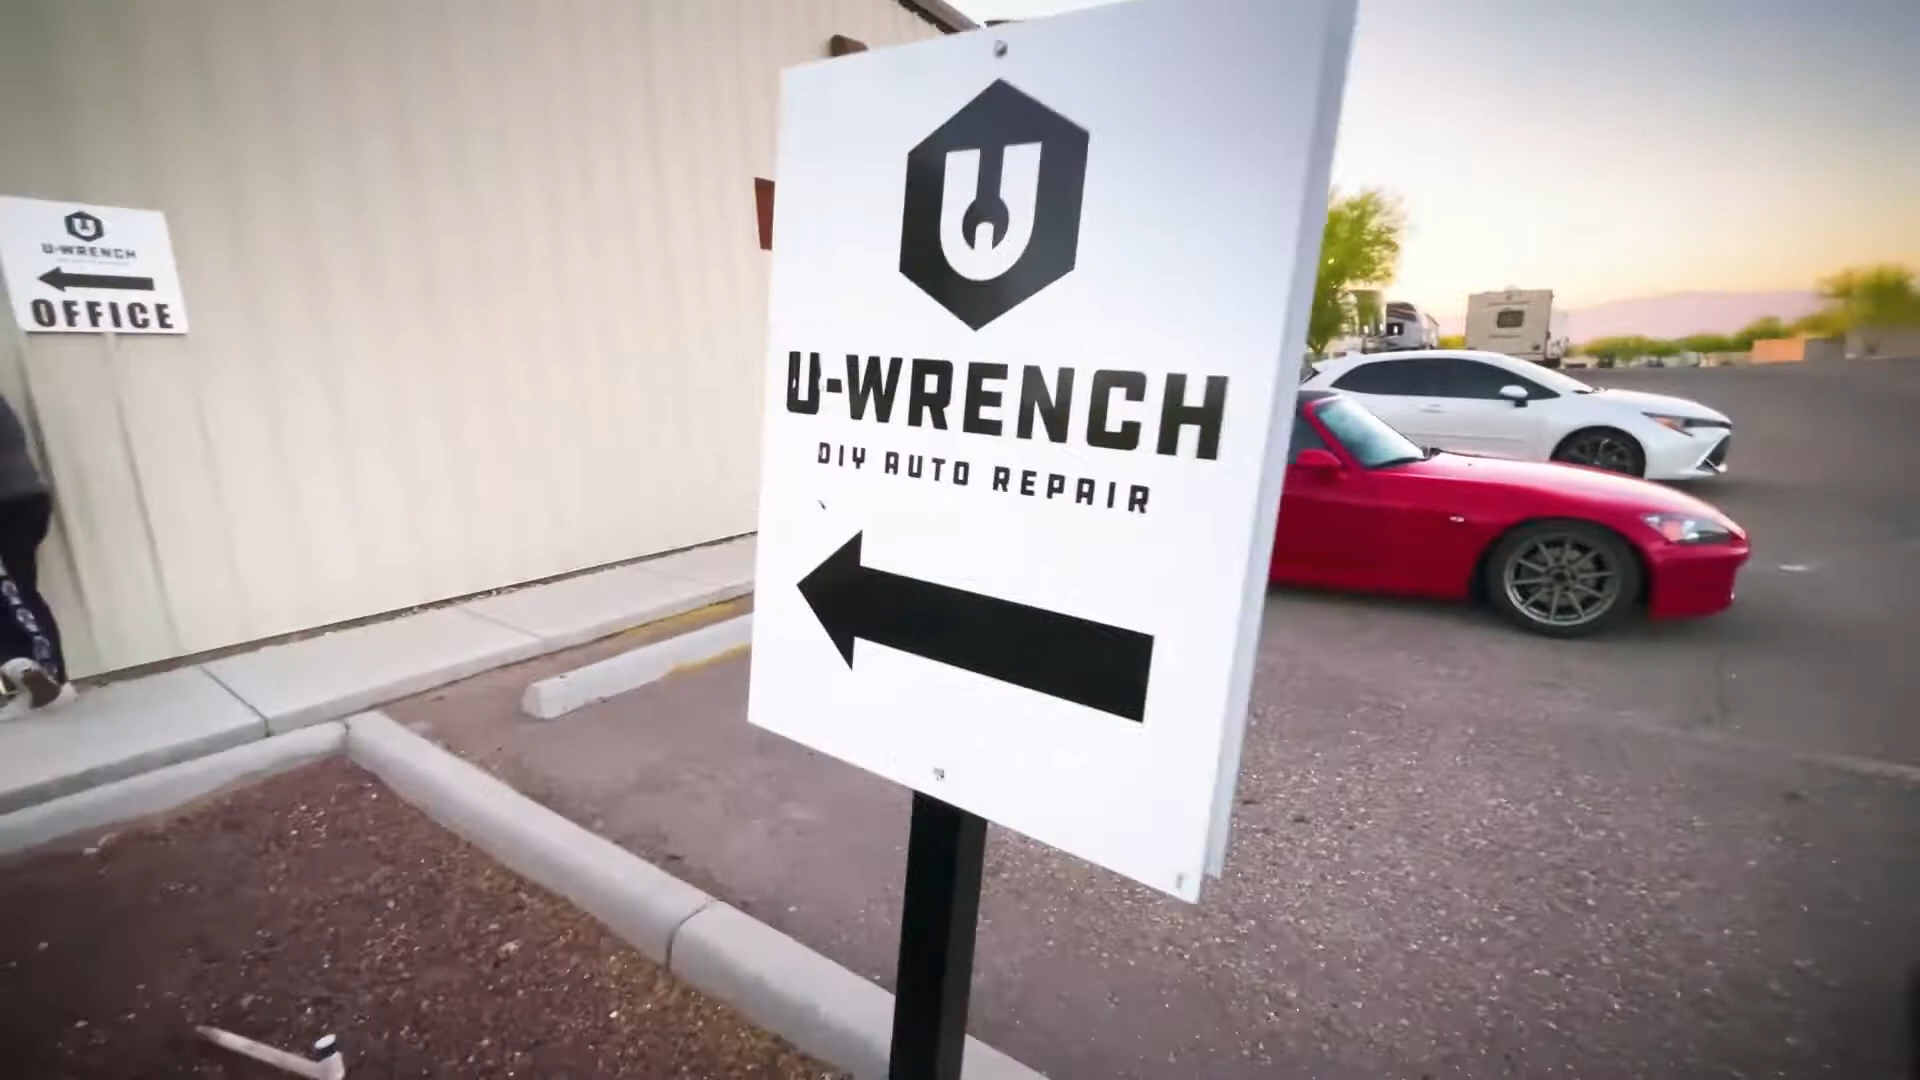 U-WRENCH
OFFICE
U
U-WRENCH
DIY AUTO REPAIR